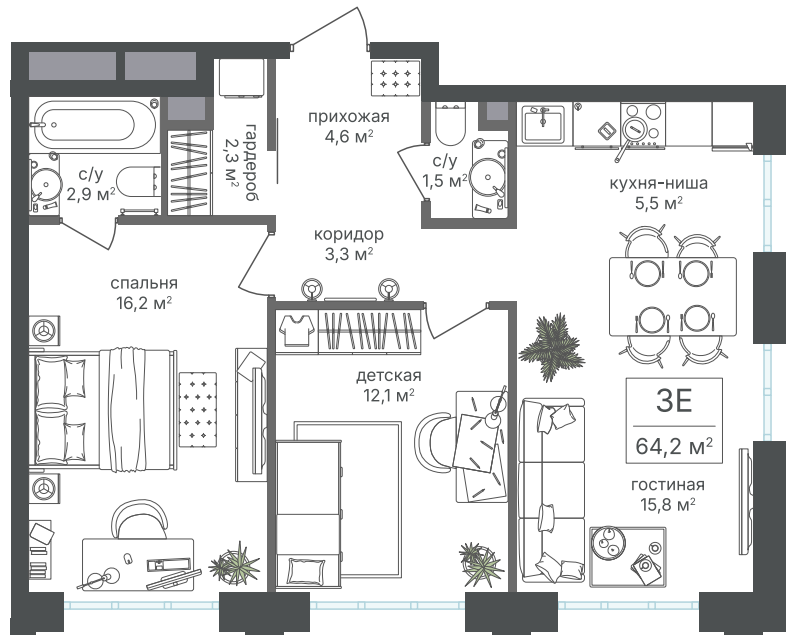 прихожая
4,6 м²
гардероб
2,3 м²
с/у
1,5 м²
с/у
2,9 м²
кухня-ниша
5,5 м²
коридор
3,3 м²
спальня
16,2 м²
детская
12,1 м²
3Е
64,2 м²
гостиная
15,8 м²